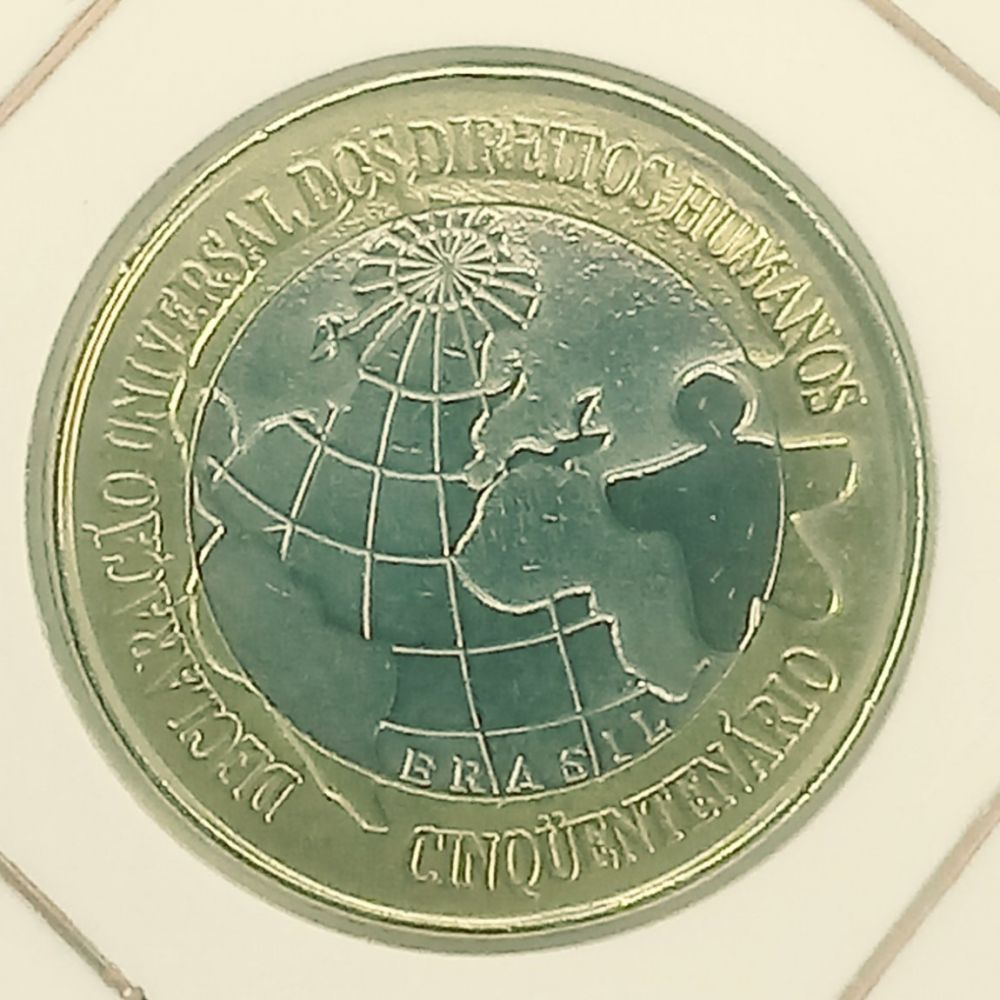 DECLARAÇÃO UNIVERSAL DOS DIREITOS HUMANOS
BRASIL
CINQÜENTENÁRIO